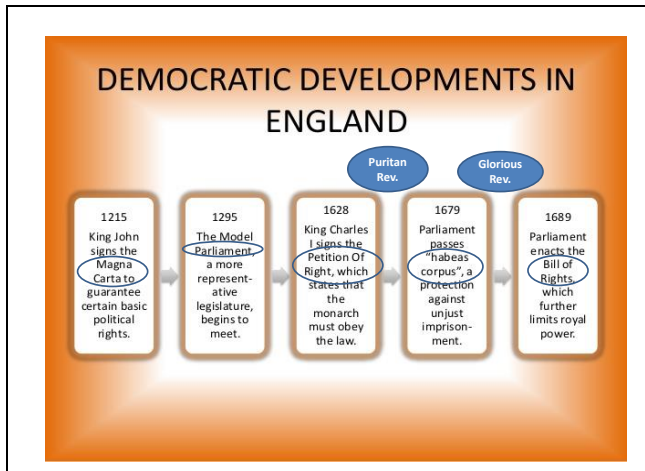 DEMOCRATIC DEVELOPMENTS IN
ENGLAND
Puritan
Rev.
Glorious
Rev.
1215
King John
signs the
Magna
Carta to
guarantee
certain basic
political
rights.
1295
The Model
Parliament,
a more
represent-
ative
legislature,
begins to
meet.
1628
King Charles
I signs the
Petition Of
Right, which
states that
the
monarch
must obey
the law.
1679
Parliament
passes
"habeas
corpus", a
protection
against
unjust
imprison-
ment.
1689
Parliament
enacts the
Bill of
Rights,
which
further
limits royal
power.